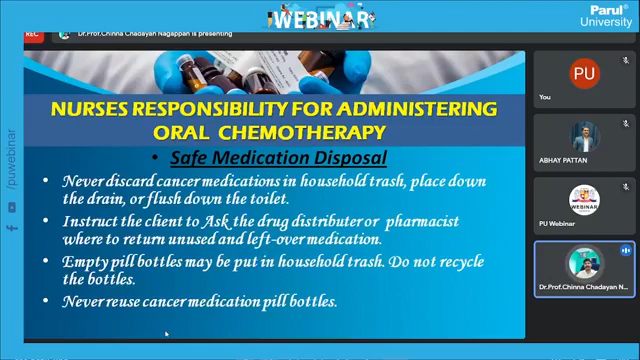 WEBINAR
Parul®
University
REC
Dr.Prof.Chinna Chadayan Nagappan is presenting
NURSES RESPONSIBILITY FOR ADMINISTERING
ORAL CHEMOTHERAPY
• Safe Medication Disposal
• Never discard cancer medications in household trash, place down
the drain, or flush down the toilet.
• Instruct the client to Ask the drug distributer or pharmacist
where to return unused and left-over medication.
• Empty pill bottles may be put in household trash. Do not recycle
the bottles.
• Never reuse cancer medication pill bottles.
/puwebinar
PU
You
ABHAY PATTAN
WEBINAR
PU Webinar
Dr.Prof.Chinna Chadayan N...